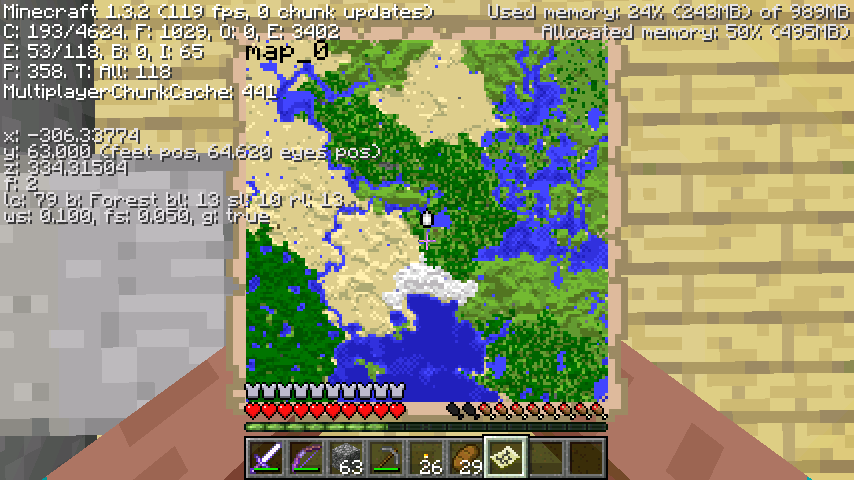 Minecraft 1.3.2 (119 fps, 0 chunk updates)
Used memory: 24% (243MB) of 989MB
C: 193/4624, F: 1029, O: 0, E: 3402
Allocated memory: 50% (495MB)
E: 53/118, B: 0, I: 65
map_0
P: 358, T: All: 118
MultiplayerChunkCache: 441
x: -306.33774
y: 63.000 (feet pos, 64.620 eyes pos)
z: 334.31504
f: 2
lc: 79 b: Forest bl: 13 sl: 10 rl: 13
ws: 0.100, fs: 0.050, g: true
63
26
29